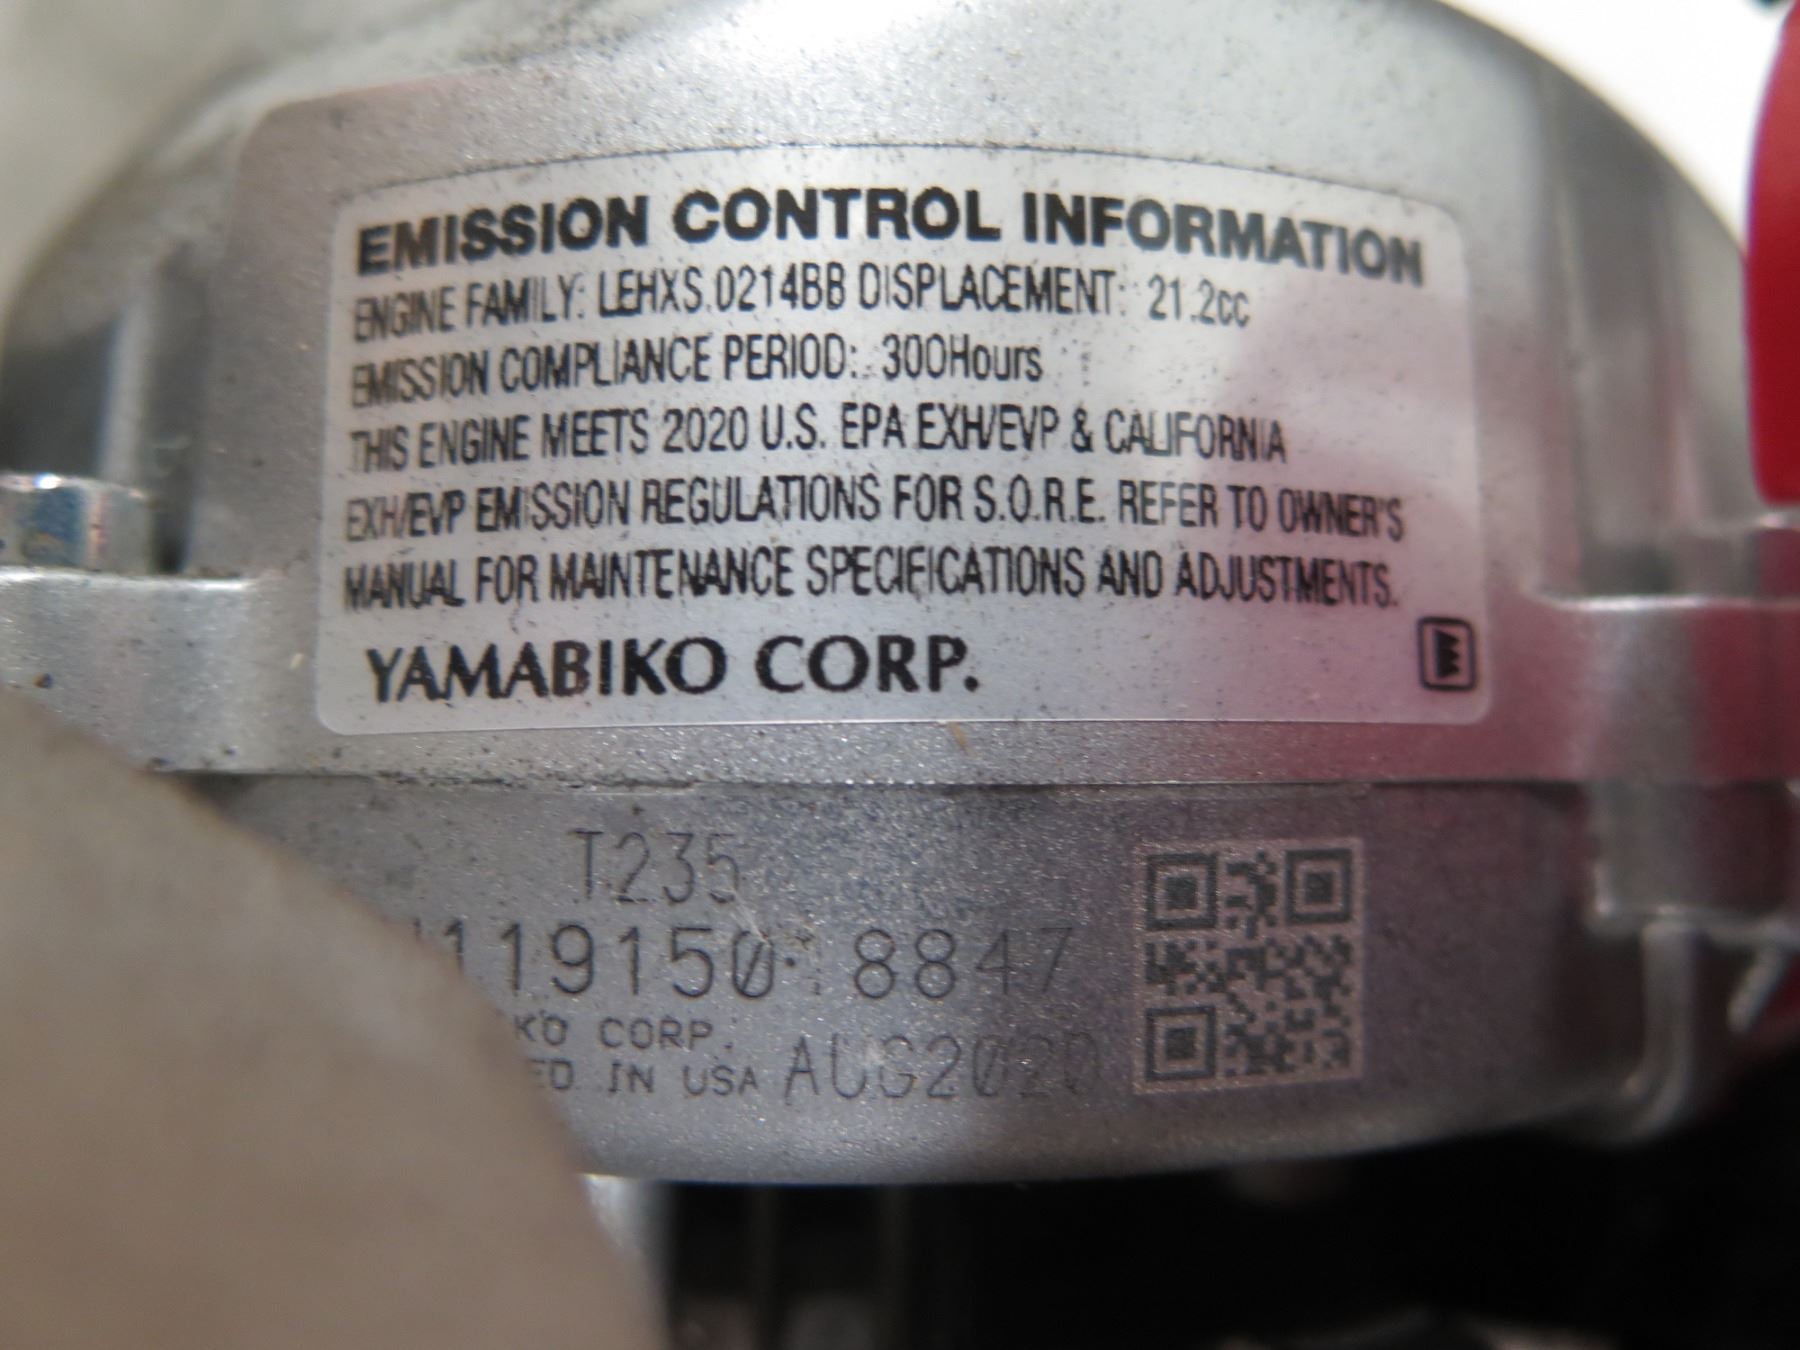 EMISSION CONTROL INFORMATION
ENGINE FAMILY: LEHXS.0214BB DISPLACEMENT: 21.2cc
EMISSION COMPLIANCE PERIOD: 300Hours
THIS ENGINE MEETS 2020 U.S. EPA EXH/EVP & CALIFORNIA
EXH/EVP EMISSION REGULATIONS FOR S.O.R.E. REFER TO OWNER'S
MANUAL FOR MAINTENANCE SPECIFICATIONS AND ADJUSTMENTS.
YAMABIKO CORP.
T235
119150 8847
KO CORP.
ED IN USA AUG2020